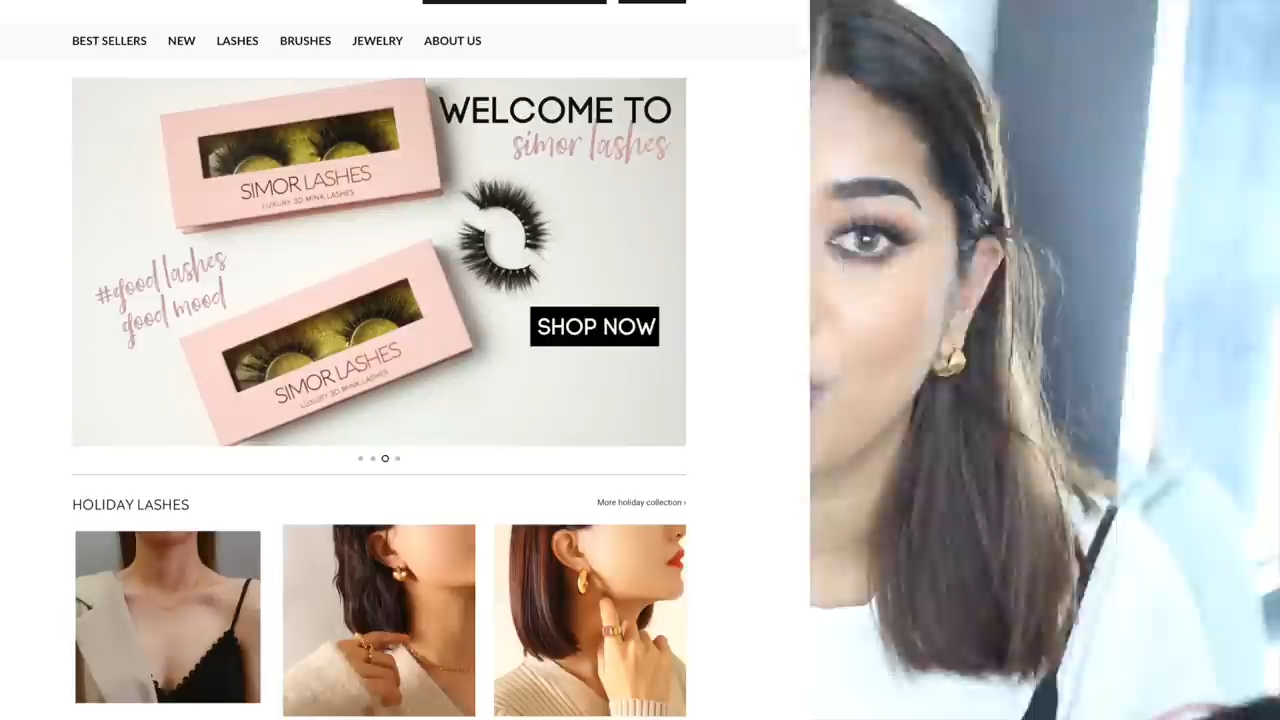 BEST SELLERS NEW LASHES BRUSHES JEWELRY ABOUT US
WELCOME TO
simor lashes
SIMOR LASHES
LUXURY 3D MINK LASHES
#good lashes
good mood
SHOP NOW
SIMOR LASHES
LUXURY 3D MINK LASHES
HOLIDAY LASHES
More holiday collection ›